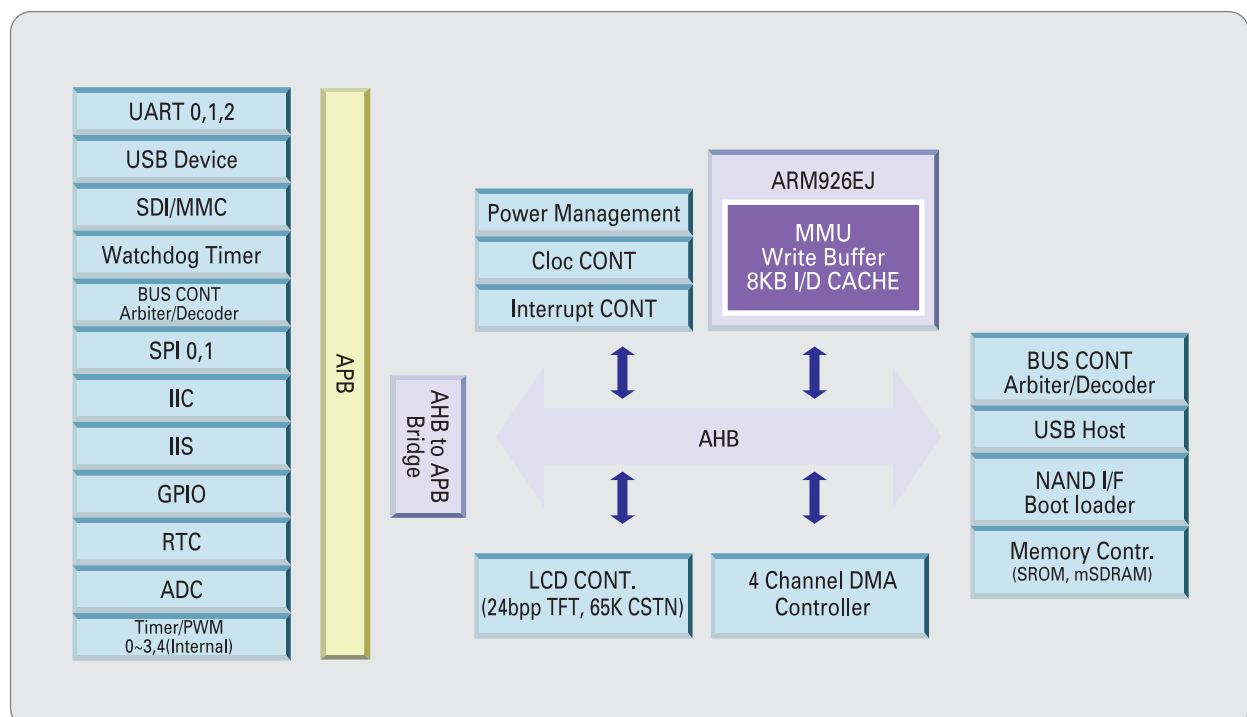 UART 0,1,2
USB Device
SDI/MMC
Watchdog Timer
BUS CONT
Arbiter/Decoder
SPI 0,1
IIC
IIS
GPIO
RTC
ADC
Timer/PWM
0~3,4(Internal)
APB
AHB to APB
Bridge
Power Management
Cloc CONT
Interrupt CONT
ARM926EJ
MMU
Write Buffer
8KB I/D CACHE
AHB
LCD CONT.
(24bpp TFT, 65K CSTN)
4 Channel DMA
Controller
BUS CONT
Arbiter/Decoder
USB Host
NAND I/F
Boot loader
Memory Contr.
(SROM, mSDRAM)